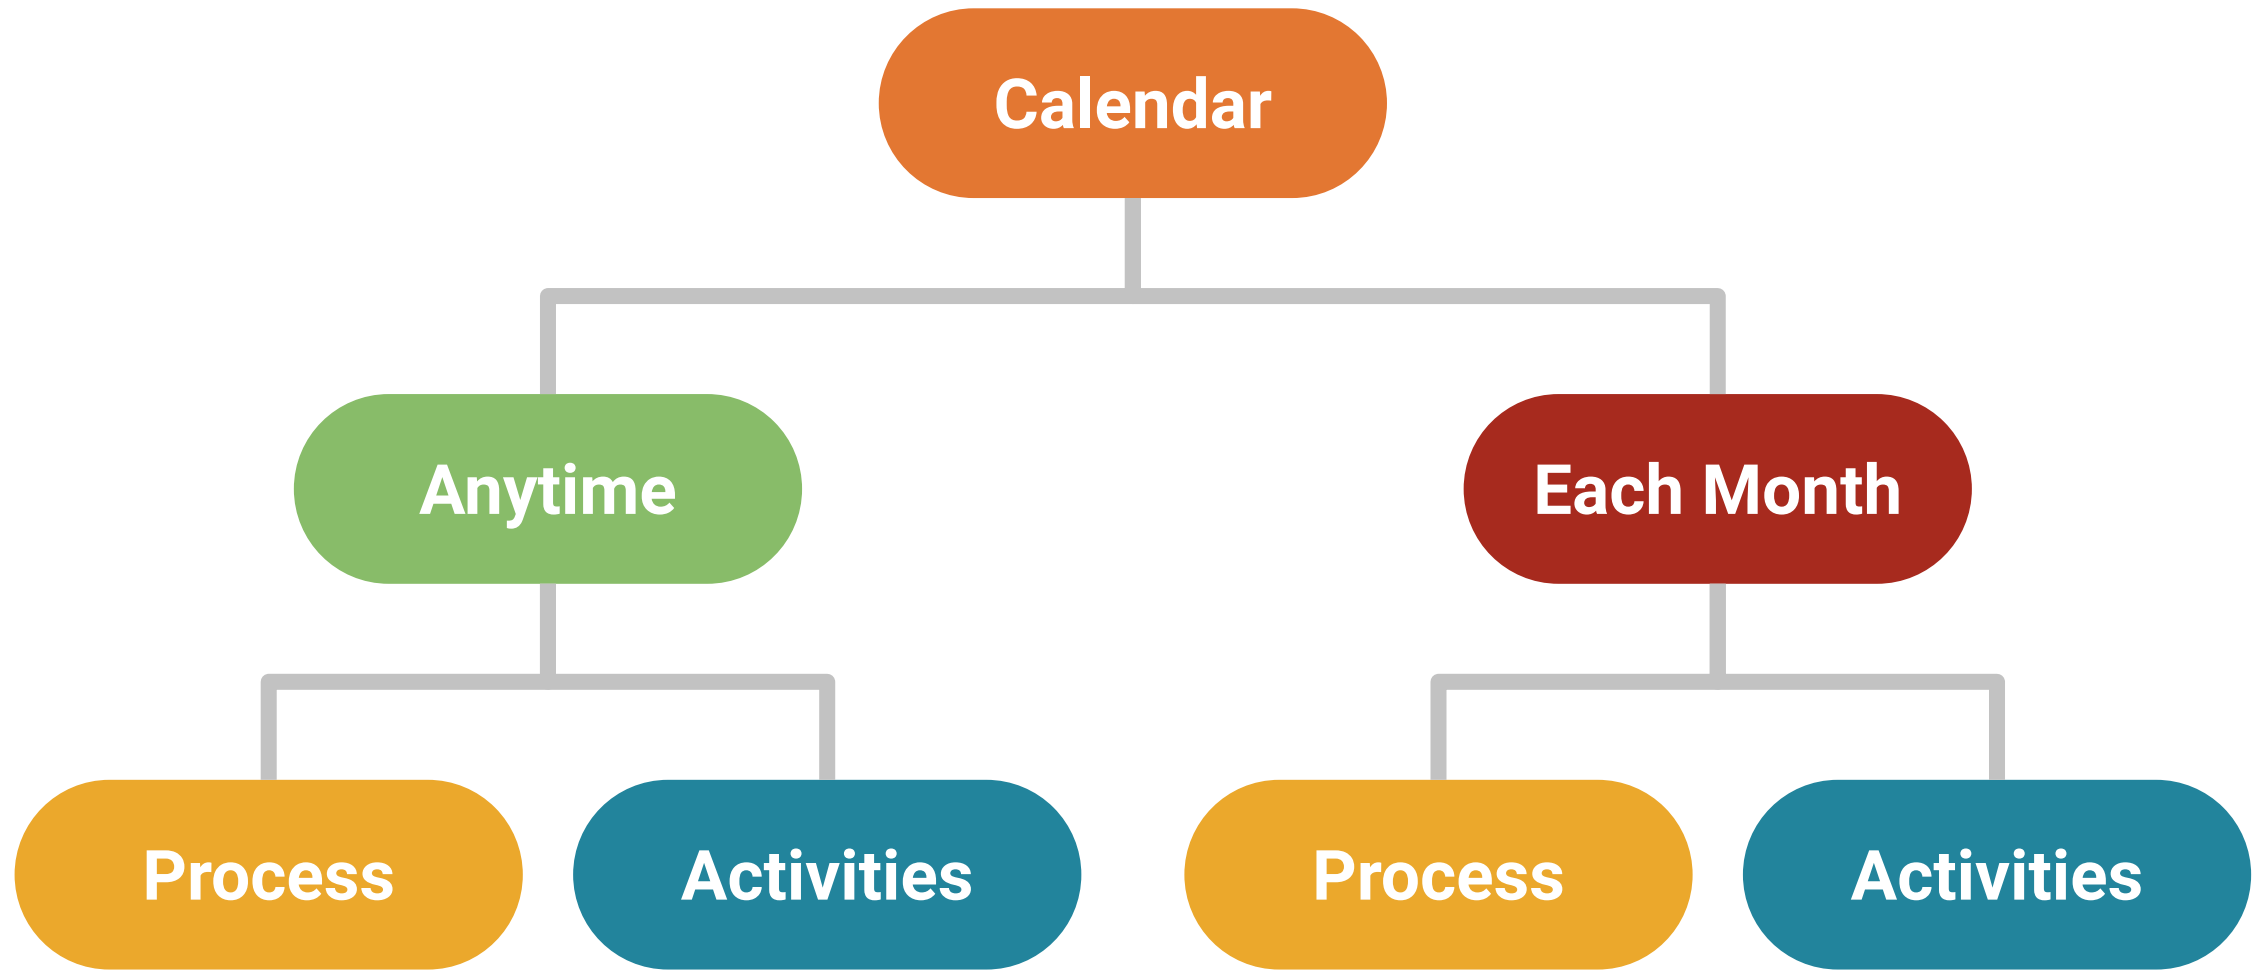 Calendar
Anytime
Each Month
Process
Activities
Process
Activities